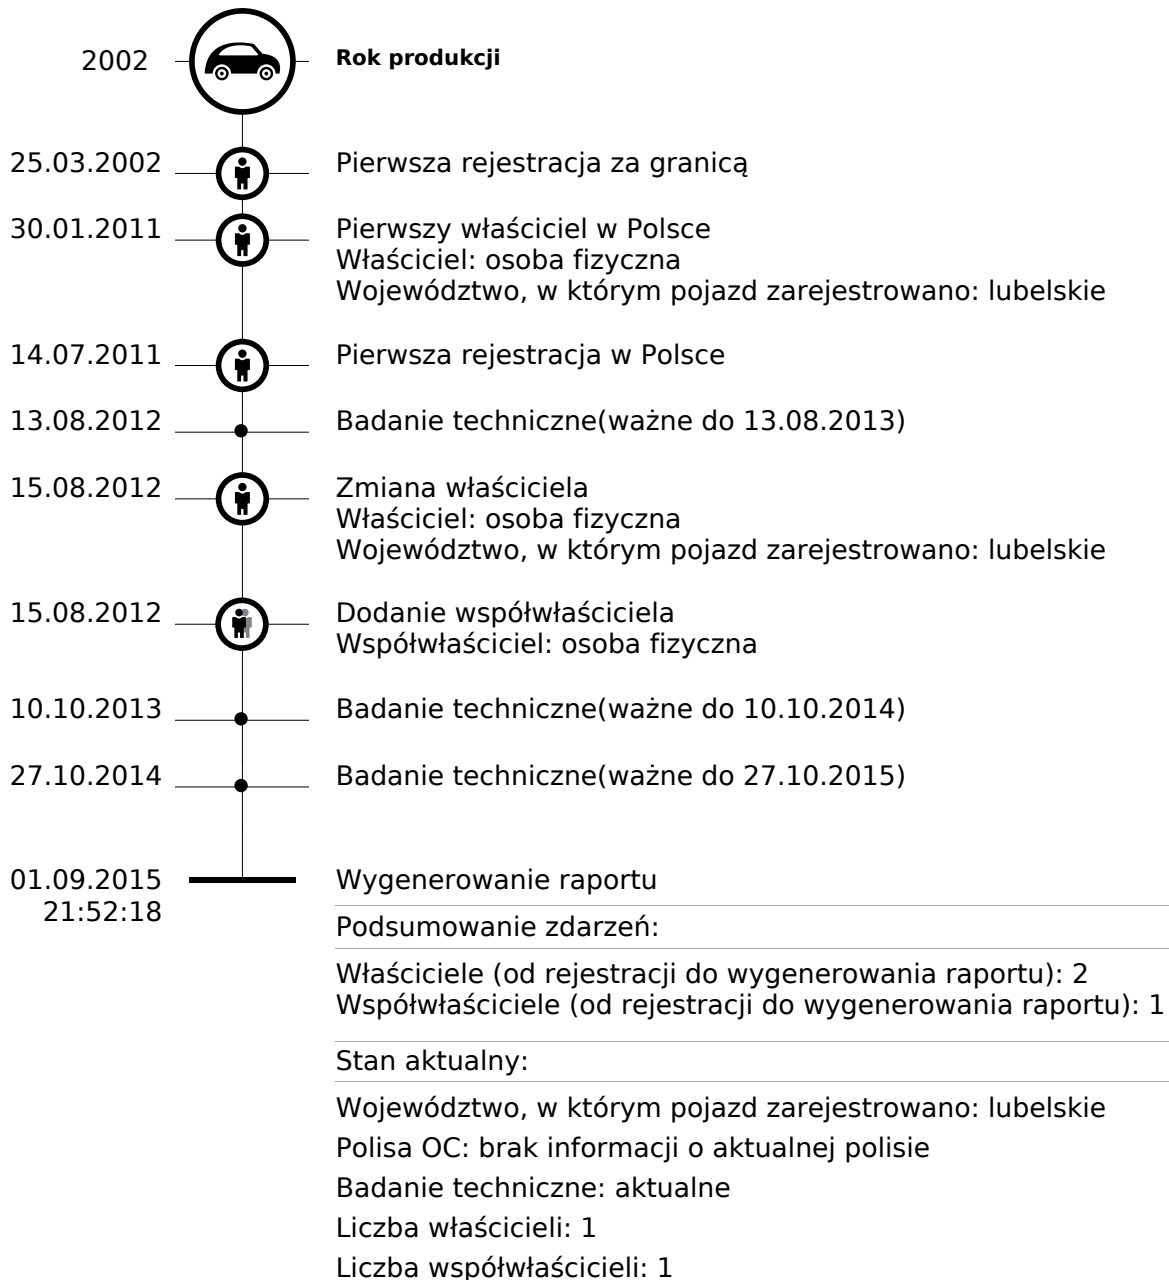 2002 Rok produkcji
25.03.2002 Pierwsza rejestracja za granicą
30.01.2011 Pierwszy właściciel w Polsce
Właściciel: osoba fizyczna
Województwo, w którym pojazd zarejestrowano: lubelskie
14.07.2011 Pierwsza rejestracja w Polsce
13.08.2012 Badanie techniczne(ważne do 13.08.2013)
15.08.2012 Zmiana właściciela
Właściciel: osoba fizyczna
Województwo, w którym pojazd zarejestrowano: lubelskie
15.08.2012 Dodanie współwłaściciela
Współwłaściciel: osoba fizyczna
10.10.2013 Badanie techniczne(ważne do 10.10.2014)
27.10.2014 Badanie techniczne(ważne do 27.10.2015)
01.09.2015 Wygenerowanie raportu
21:52:18
Podsumowanie zdarzeń:
Właściciele (od rejestracji do wygenerowania raportu): 2
Współwłaściciele (od rejestracji do wygenerowania raportu): 1
Stan aktualny:
Województwo, w którym pojazd zarejestrowano: lubelskie
Polisa OC: brak informacji o aktualnej polisie
Badanie techniczne: aktualne
Liczba właścicieli: 1
Liczba współwłaścicieli: 1